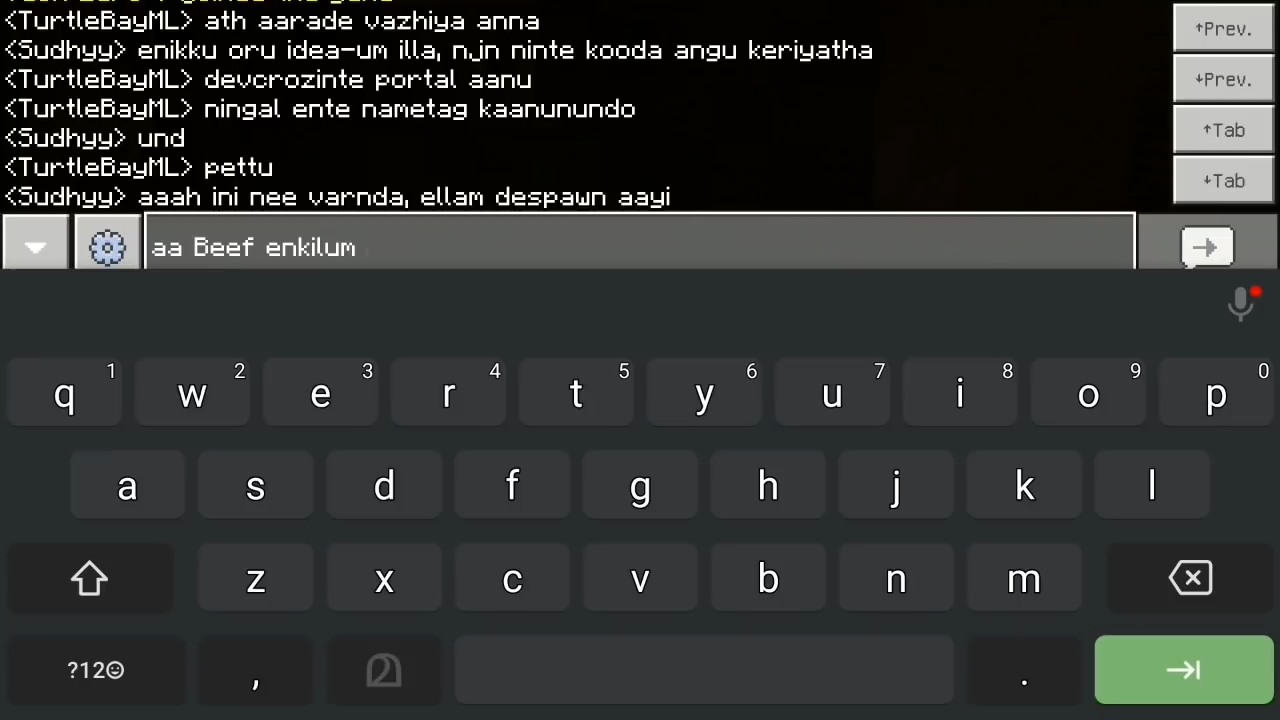 <TurtleBayML> ath aarade vazhiya anna
<Sudhyy> enikku oru idea-um illa, njn ninte kooda angu keriyatha
<TurtleBayML> devcrozinte portal aanu
<TurtleBayML> ningal ente nametag kaanunundo
<Sudhyy> und
<TurtleBayML> pettu
<Sudhyy> aaah ini nee varnda, ellam despawn aayi
↑Prev.
↓Prev.
↑Tab
↓Tab
aa Beef enkilum
q 1 w 2 e 3 r 4 t 5 y 6 u 7 i 8 o 9 p 0
a s d f g h j k l
z x c v b n m
?12☺ , മ .